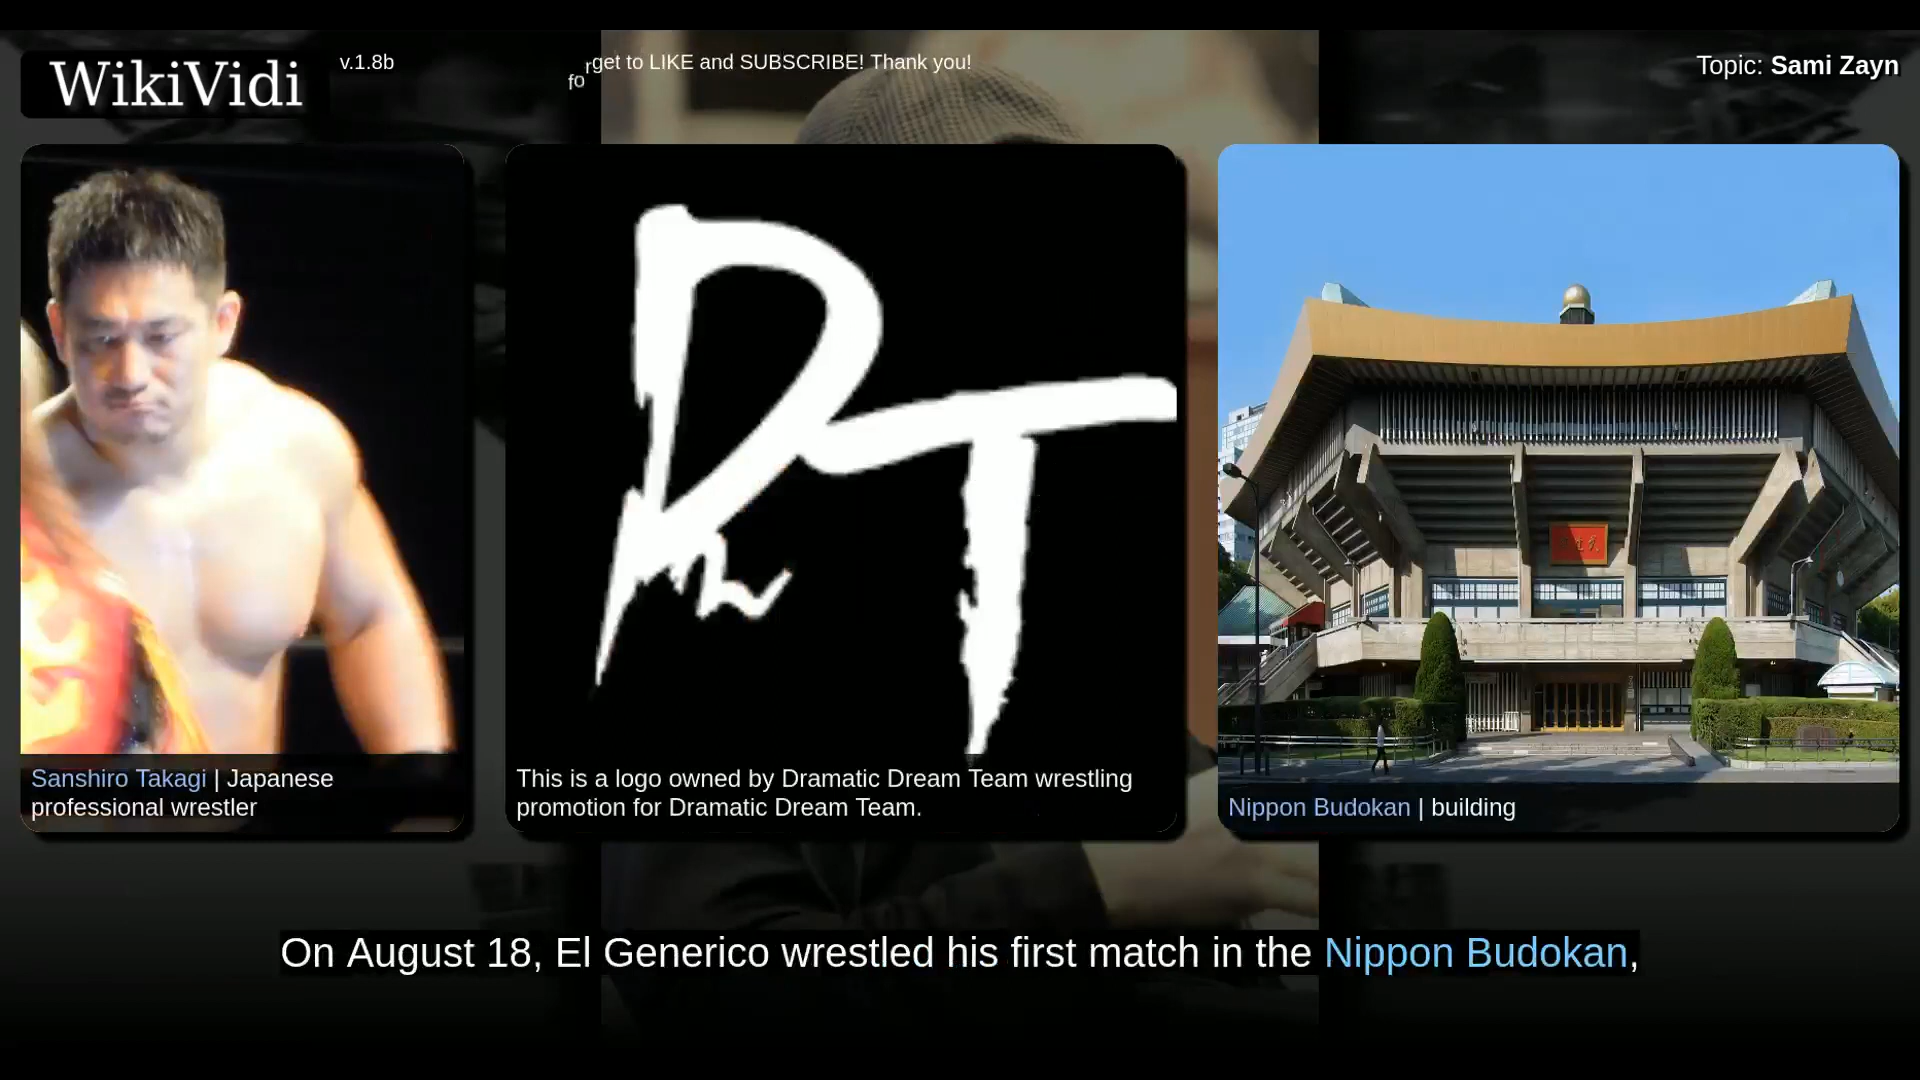 WikiVidi
v.1.8b
forget to LIKE and SUBSCRIBE! Thank you!
Topic: Sami Zayn
DT
Sanshiro Takagi | Japanese
professional wrestler
This is a logo owned by Dramatic Dream Team wrestling
promotion for Dramatic Dream Team.
Nippon Budokan | building
On August 18, El Generico wrestled his first match in the Nippon Budokan,